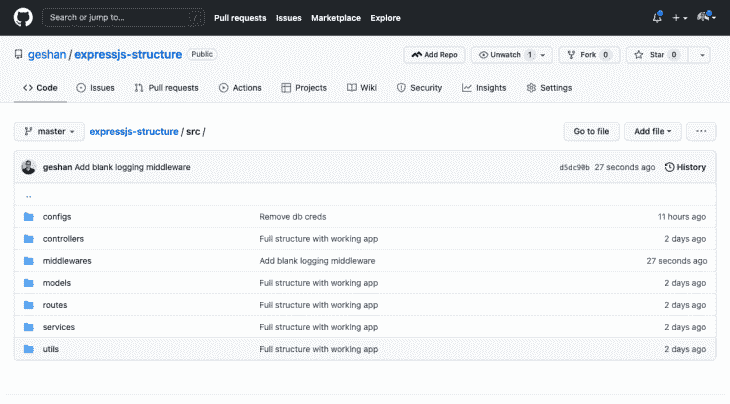 Search or jump to... /
Pull requests Issues Marketplace Explore
geshan / expressjs-structure Public
Add Repo Unwatch 1 Fork 0 Star 0
Code Issues Pull requests Actions Projects Wiki Security Insights Settings
master expressjs-structure / src / Go to file Add file ...
geshan Add blank logging middleware d5dc90b 27 seconds ago History
..
configs Remove db creds 11 hours ago
controllers Full structure with working app 2 days ago
middlewares Add blank logging middleware 27 seconds ago
models Full structure with working app 2 days ago
routes Full structure with working app 2 days ago
services Full structure with working app 2 days ago
utils Full structure with working app 2 days ago